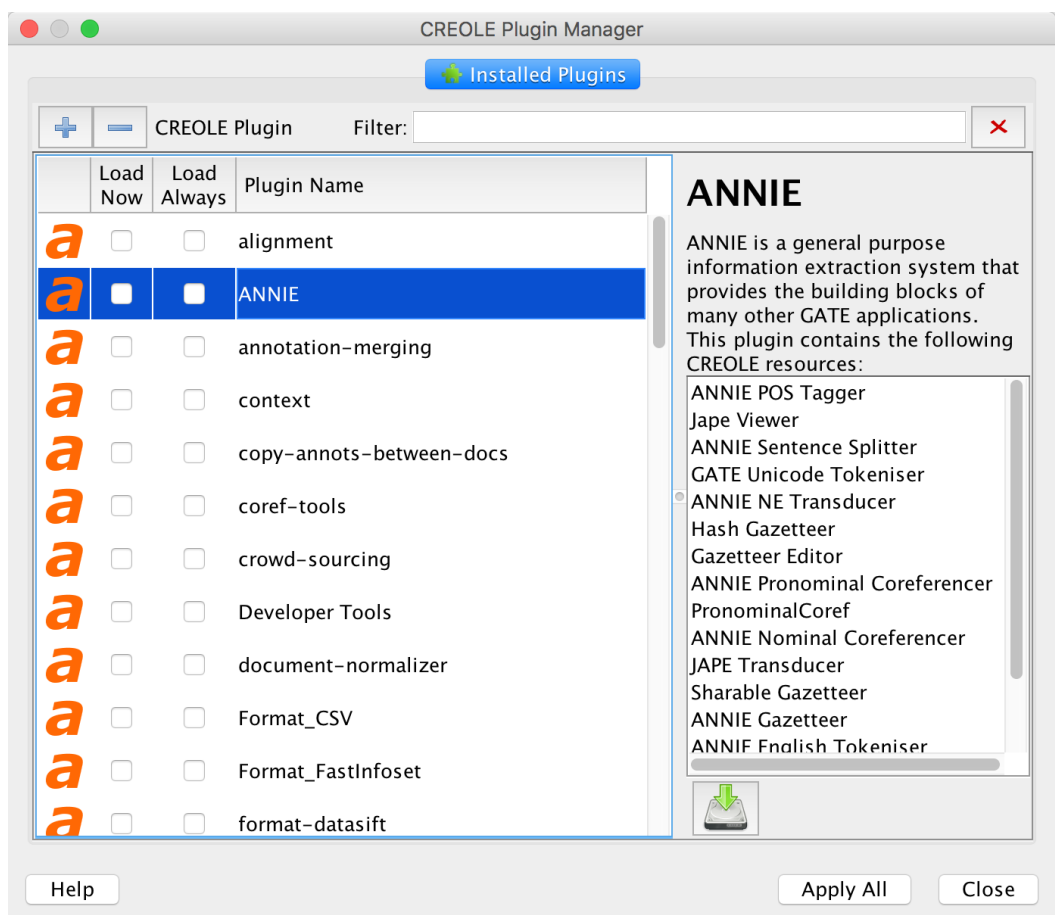 CREOLE Plugin Manager
Installed Plugins
CREOLE Plugin Filter:
Load Now
Load Always
Plugin Name
a alignment
a ANNIE
a annotation-merging
a context
a copy-annots-between-docs
a coref-tools
a crowd-sourcing
a Developer Tools
a document-normalizer
a Format_CSV
a Format_FastInfoset
a format-datasift
ANNIE
ANNIE is a general purpose
information extraction system that
provides the building blocks of
many other GATE applications.
This plugin contains the following
CREOLE resources:
ANNIE POS Tagger
Jape Viewer
ANNIE Sentence Splitter
GATE Unicode Tokeniser
ANNIE NE Transducer
Hash Gazetteer
Gazetteer Editor
ANNIE Pronominal Coreferencer
PronominalCoref
ANNIE Nominal Coreferencer
JAPE Transducer
Sharable Gazetteer
ANNIE Gazetteer
ANNIE English Tokeniser
Help
Apply All
Close